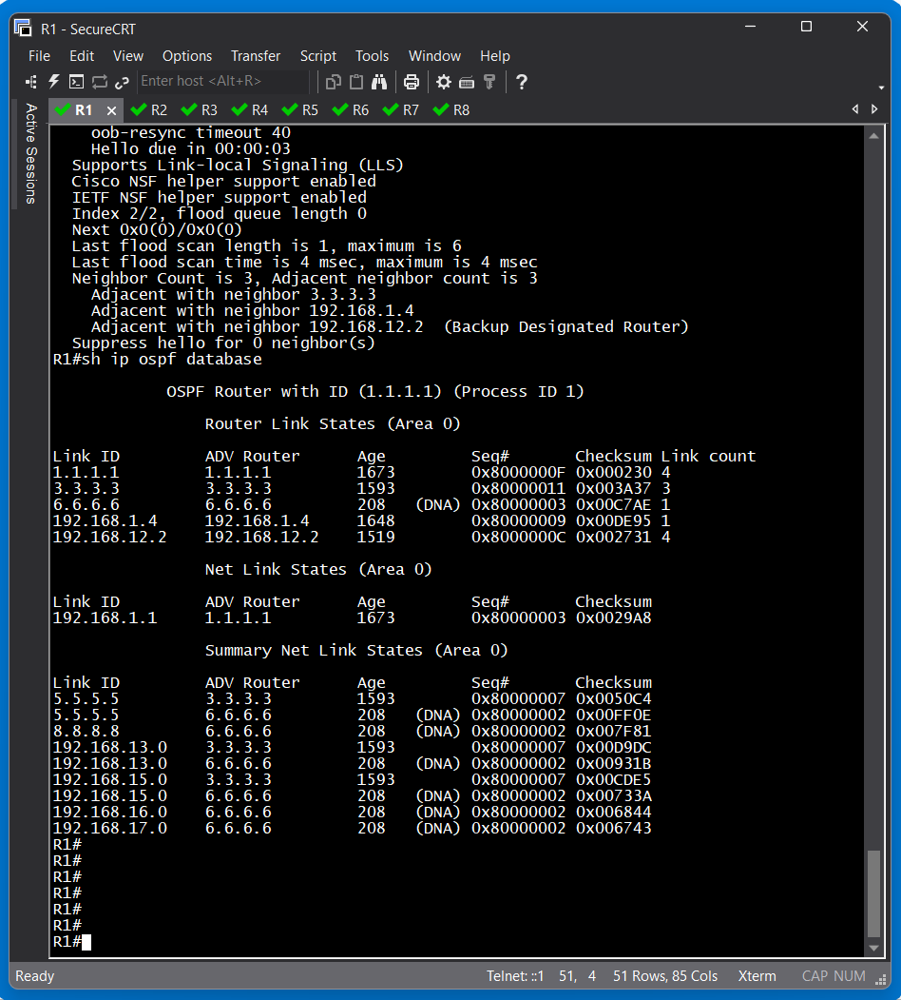 R1 - SecureCRT
File Edit View Options Transfer Script Tools Window Help
Enter host <Alt+R>
Active Sessions
R1 R2 R3 R4 R5 R6 R7 R8
    oob-resync timeout 40
    Hello due in 00:00:03
  Supports Link-local Signaling (LLS)
  Cisco NSF helper support enabled
  IETF NSF helper support enabled
  Index 2/2, flood queue length 0
  Next 0x0(0)/0x0(0)
  Last flood scan length is 1, maximum is 6
  Last flood scan time is 4 msec, maximum is 4 msec
  Neighbor Count is 3, Adjacent neighbor count is 3
    Adjacent with neighbor 3.3.3.3
    Adjacent with neighbor 192.168.1.4
    Adjacent with neighbor 192.168.12.2  (Backup Designated Router)
  Suppress hello for 0 neighbor(s)
R1#sh ip ospf database
            OSPF Router with ID (1.1.1.1) (Process ID 1)
                Router Link States (Area 0)
Link ID         ADV Router      Age         Seq#       Checksum Link count
1.1.1.1         1.1.1.1         1673        0x8000000F 0x000230 4
3.3.3.3         3.3.3.3         1593        0x80000011 0x003A37 3
6.6.6.6         6.6.6.6         208   (DNA) 0x80000003 0x00C7AE 1
192.168.1.4     192.168.1.4     1648        0x80000009 0x00DE95 1
192.168.12.2    192.168.12.2    1519        0x8000000C 0x002731 4
                Net Link States (Area 0)
Link ID         ADV Router      Age         Seq#       Checksum
192.168.1.1     1.1.1.1         1673        0x80000003 0x0029A8
                Summary Net Link States (Area 0)
Link ID         ADV Router      Age         Seq#       Checksum
5.5.5.5         3.3.3.3         1593        0x80000007 0x0050C4
5.5.5.5         6.6.6.6         208   (DNA) 0x80000002 0x00FF0E
8.8.8.8         6.6.6.6         208   (DNA) 0x80000002 0x007F81
192.168.13.0    3.3.3.3         1593        0x80000007 0x00D9DC
192.168.13.0    6.6.6.6         208   (DNA) 0x80000002 0x00931B
192.168.15.0    3.3.3.3         1593        0x80000007 0x00CDE5
192.168.15.0    6.6.6.6         208   (DNA) 0x80000002 0x00733A
192.168.16.0    6.6.6.6         208   (DNA) 0x80000002 0x006844
192.168.17.0    6.6.6.6         208   (DNA) 0x80000002 0x006743
R1#
R1#
R1#
R1#
R1#
R1#
R1#
Ready Telnet: ::1 51, 4 51 Rows, 85 Cols Xterm CAP NUM